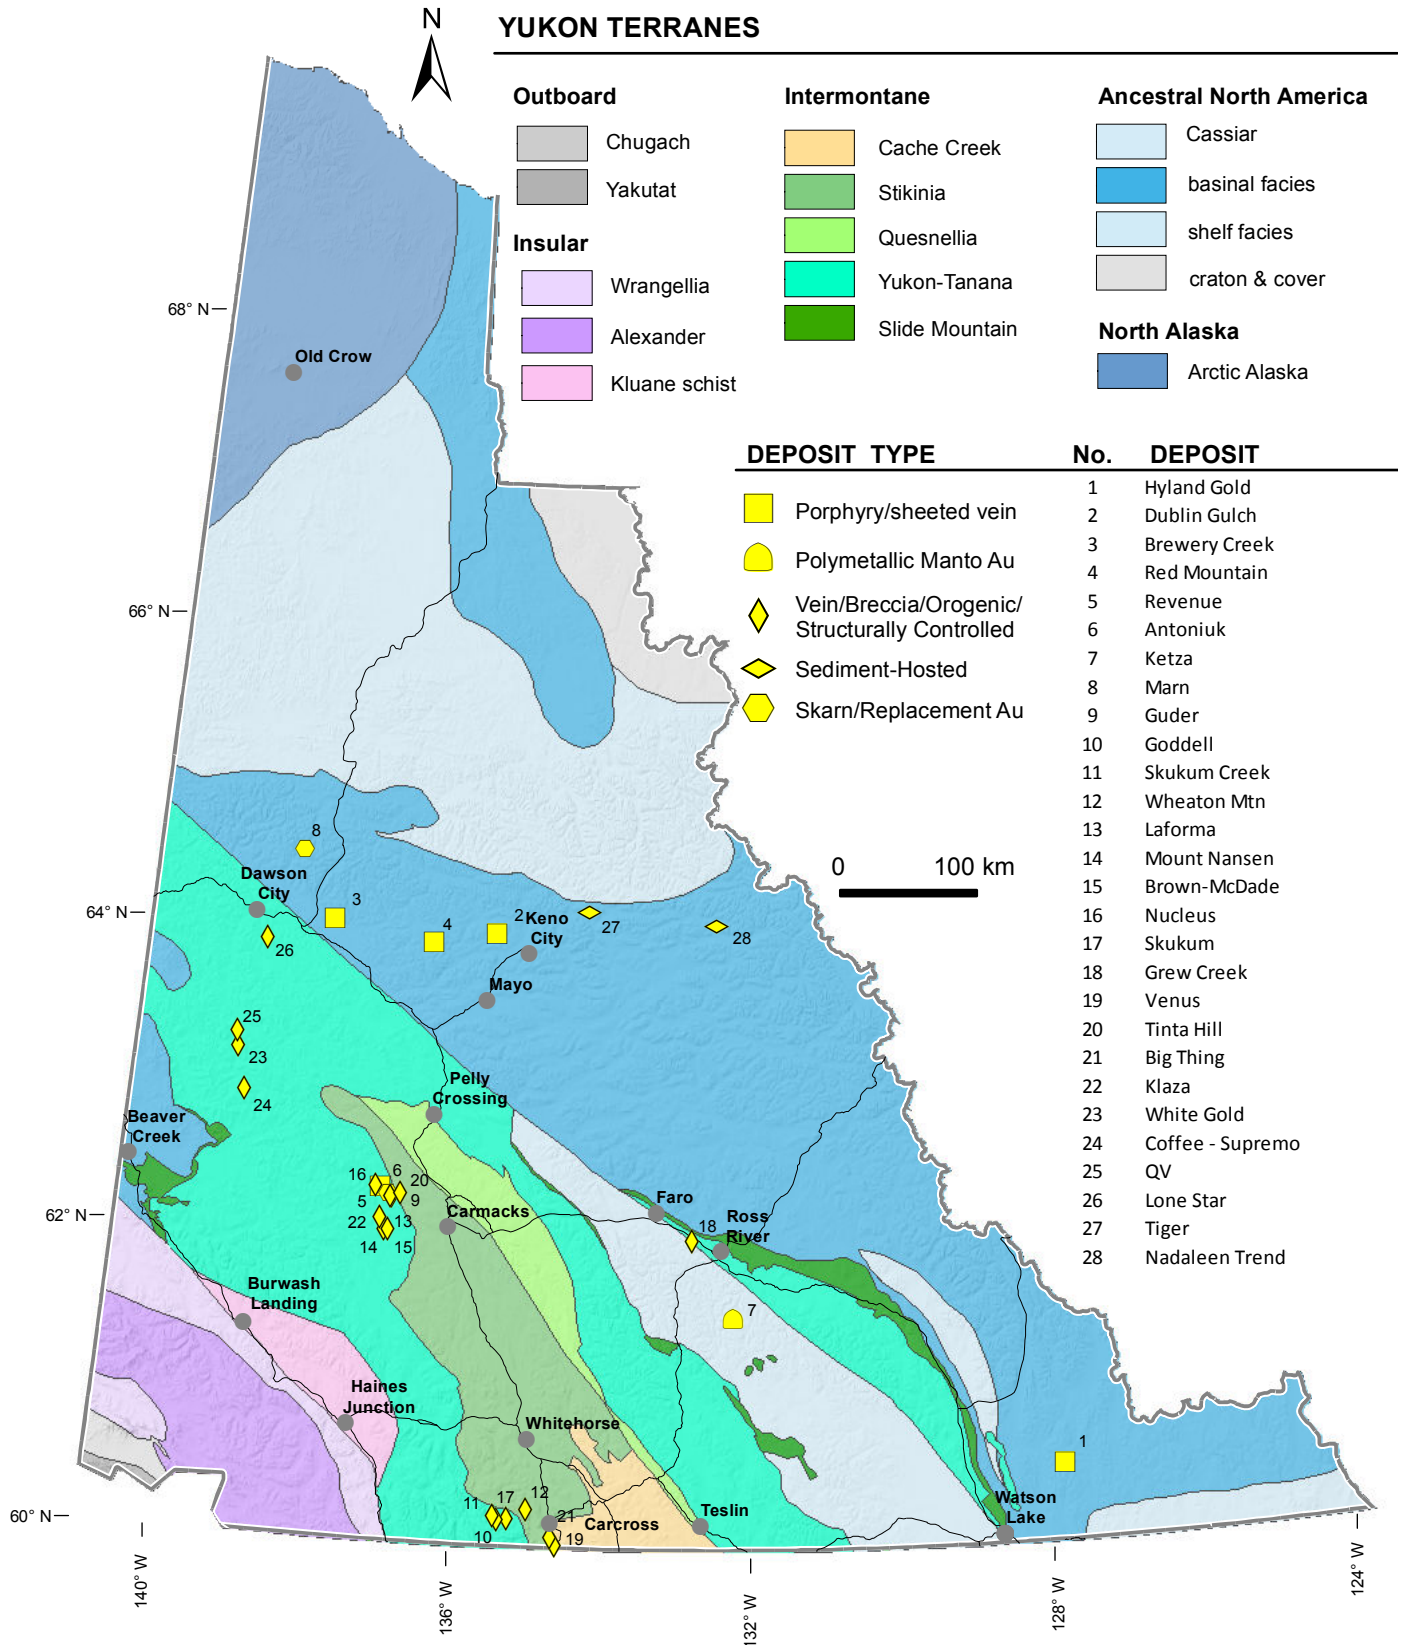 N
YUKON TERRANES
Outboard
Chugach
Yakutat
Insular
Wrangellia
Alexander
Kluane schist
Intermontane
Cache Creek
Stikinia
Quesnellia
Yukon-Tanana
Slide Mountain
Ancestral North America
Cassiar
basinal facies
shelf facies
craton & cover
North Alaska
Arctic Alaska
DEPOSIT TYPE
Porphyry/sheeted vein
Polymetallic Manto Au
Vein/Breccia/Orogenic/
Structurally Controlled
Sediment-Hosted
Skarn/Replacement Au
No. DEPOSIT
1 Hyland Gold
2 Dublin Gulch
3 Brewery Creek
4 Red Mountain
5 Revenue
6 Antoniuk
7 Ketza
8 Marn
9 Guder
10 Goddell
11 Skukum Creek
12 Wheaton Mtn
13 Laforma
14 Mount Nansen
15 Brown-McDade
16 Nucleus
17 Skukum
18 Grew Creek
19 Venus
20 Tinta Hill
21 Big Thing
22 Klaza
23 White Gold
24 Coffee - Supremo
25 QV
26 Lone Star
27 Tiger
28 Nadaleen Trend
0 100 km
68° N
66° N
64° N
62° N
60° N
140° W
136° W
132° W
128° W
124° W
Old Crow
8
Dawson
City
3
26
4
2
Keno
City
27
28
Mayo
25
23
24
Pelly
Crossing
Beaver
Creek
16
6
20
5
9
22
13
14
15
Carmacks
Faro
18
Ross
River
Burwash
Landing
7
Haines
Junction
Whitehorse
1
11
17
12
10
21
19
Carcross
Teslin
Watson
Lake